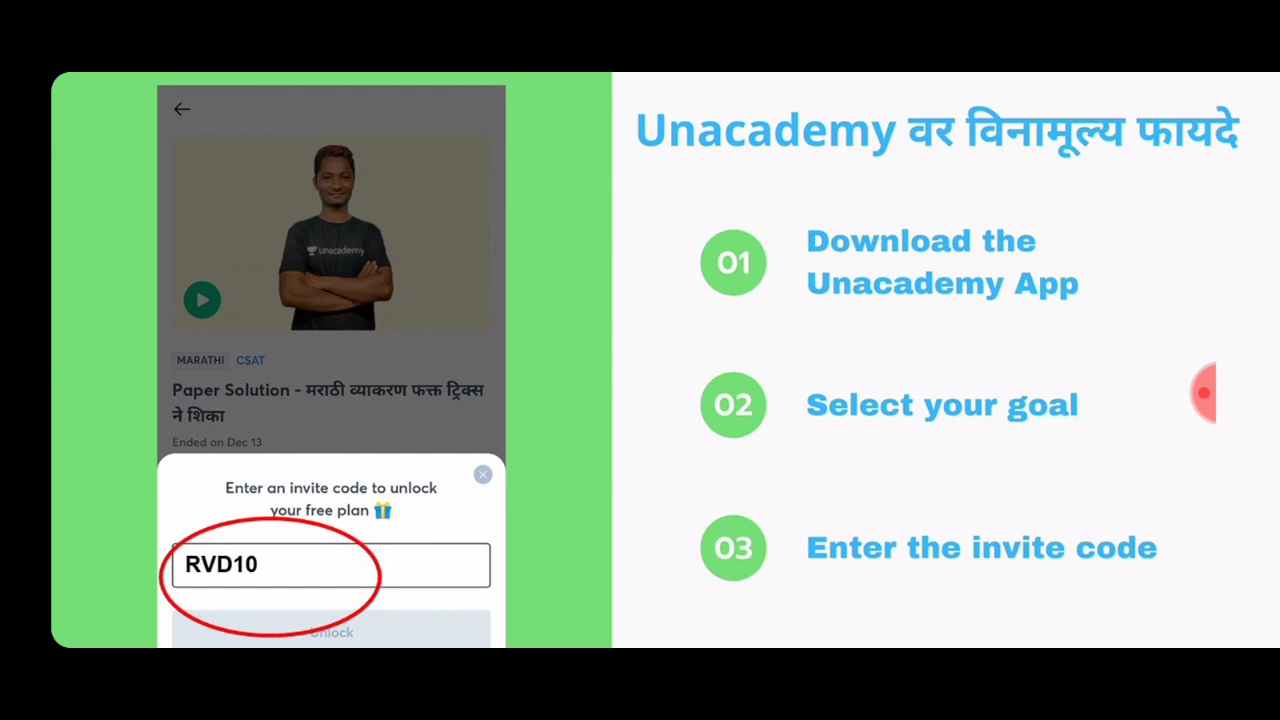 unacademy
MARATHI CSAT
Paper Solution - मराठी व्याकरण फक्त ट्रिक्स
ने शिका
Ended on Dec 13
Enter an invite code to unlock
your free plan
RVD10
Unlock
Unacademy वर विनामूल्य फायदे
01 Download the
Unacademy App
02 Select your goal
03 Enter the invite code